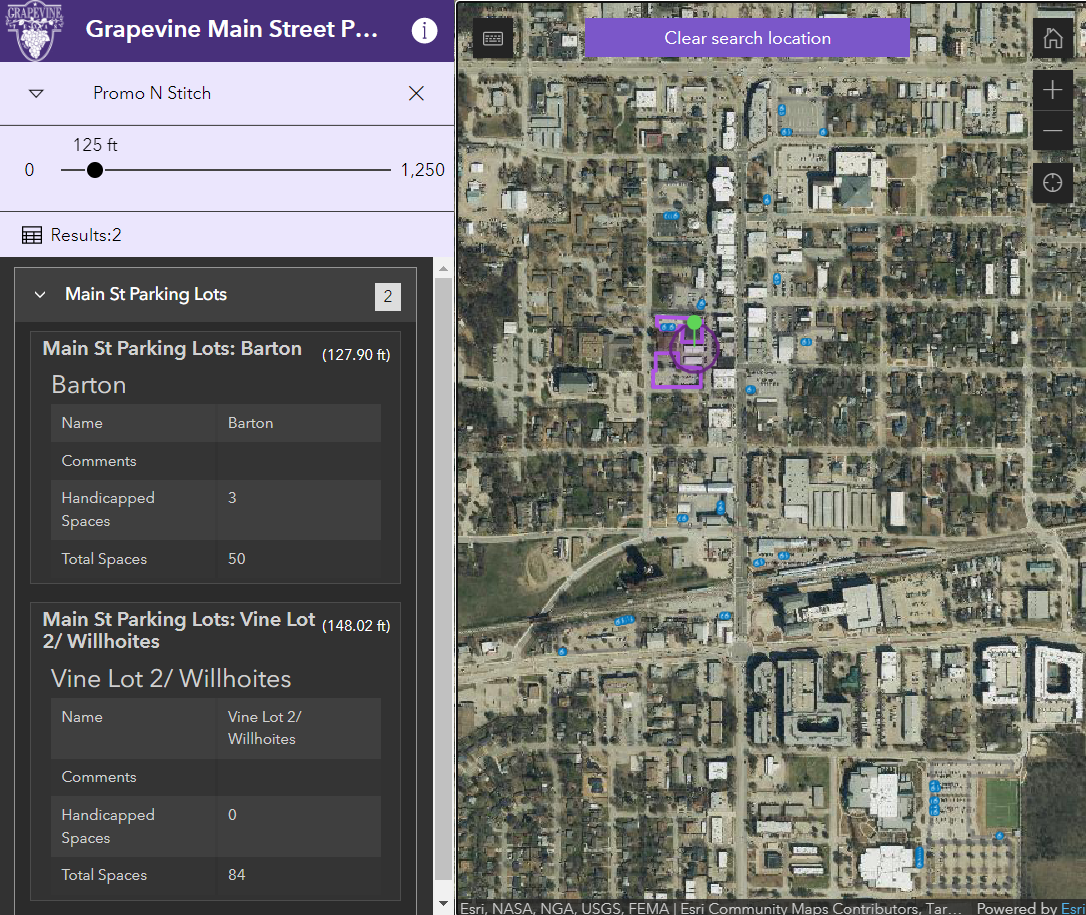 GRAPEVINE
Grapevine Main Street P...
i
Clear search location
Promo N Stitch
125 ft
0
1,250
Results:2
Main St Parking Lots
2
Main St Parking Lots: Barton
(127.90 ft)
Barton
Name Barton
Comments
Handicapped
Spaces
3
Total Spaces 50
Main St Parking Lots: Vine Lot
2/ Willhoites
(148.02 ft)
Vine Lot 2/ Willhoites
Name
Vine Lot 2/
Willhoites
Comments
Handicapped
Spaces
0
Total Spaces 84
Esri, NASA, NGA, USGS, FEMA | Esri Community Maps Contributors, Tar...
Powered by Esri